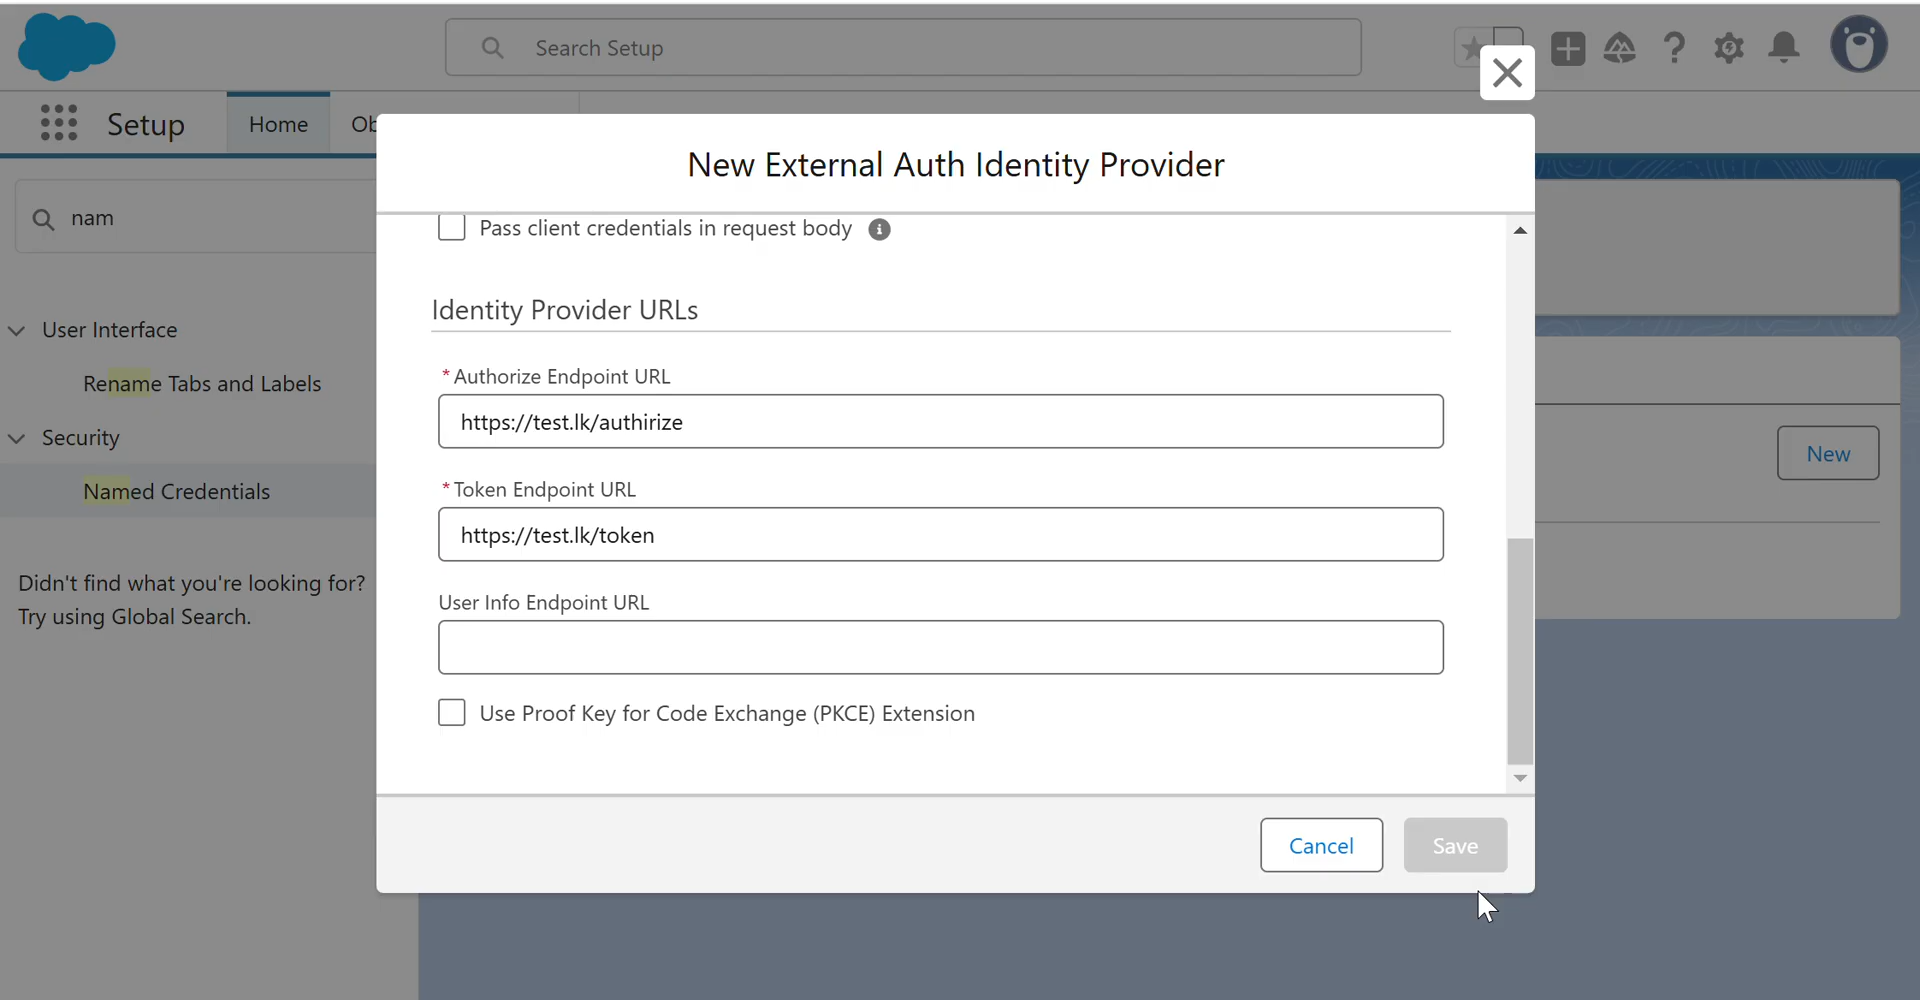 Search Setup
Setup
Home
Ob
New External Auth Identity Provider
nam
Pass client credentials in request body
Identity Provider URLs
User Interface
Rename Tabs and Labels
*Authorize Endpoint URL
https://test.lk/authirize
Security
New
Named Credentials
*Token Endpoint URL
https://test.lk/token
Didn't find what you're looking for?
Try using Global Search.
User Info Endpoint URL
Use Proof Key for Code Exchange (PKCE) Extension
Cancel
Save